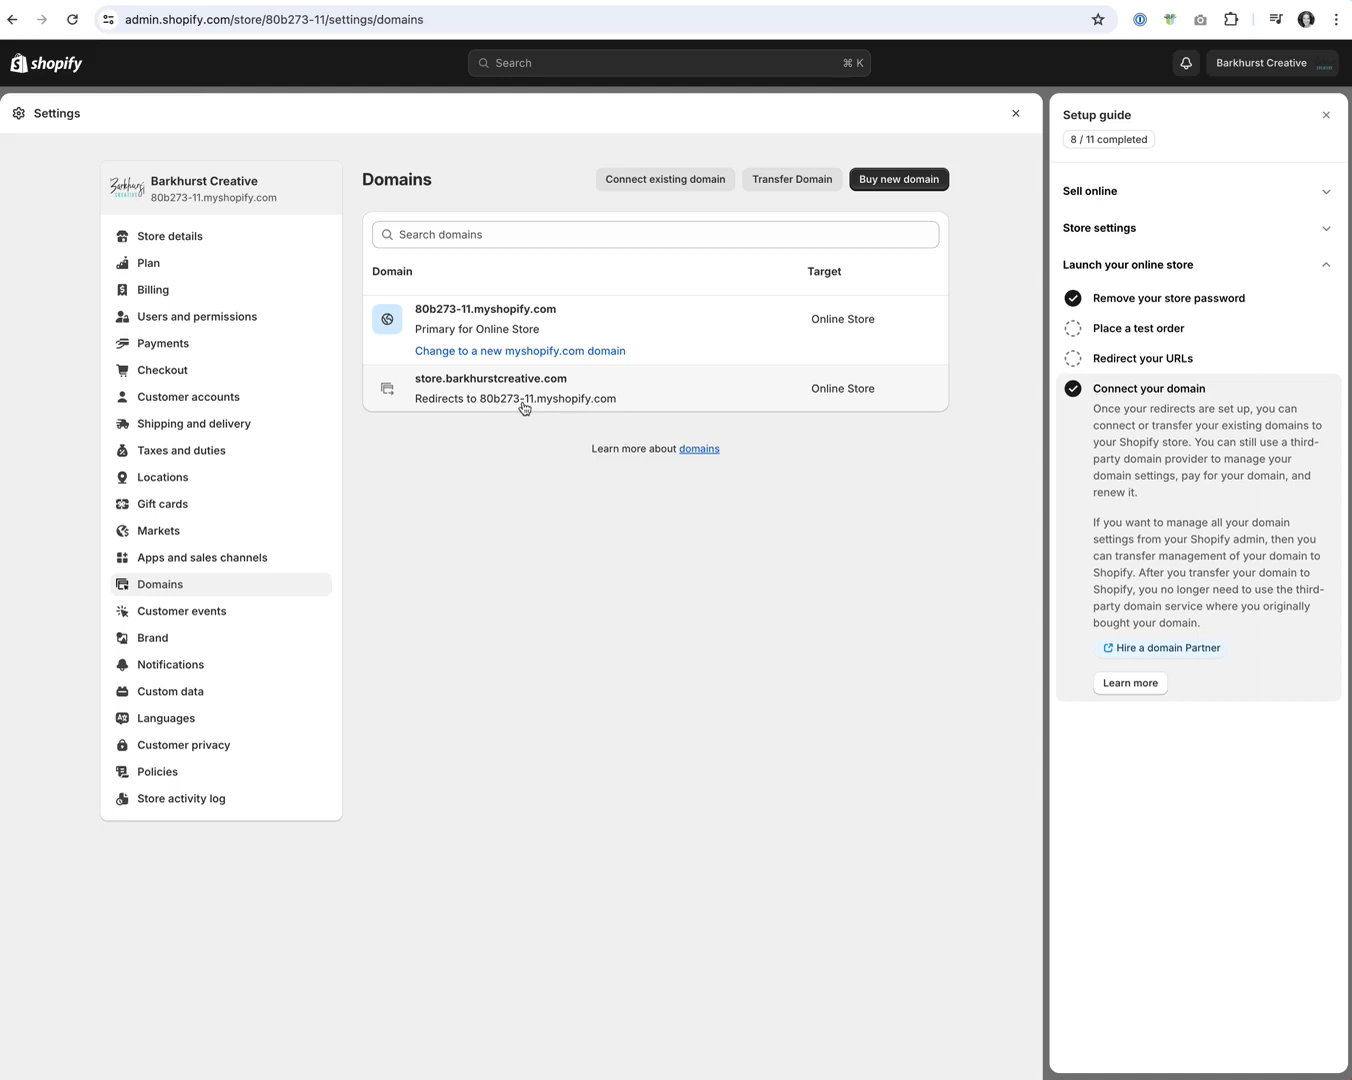 admin.shopify.com/store/80b273-11/settings/domains
shopify
Search
⌘ K
Barkhurst Creative
Settings
Barkhurst Creative
80b273-11.myshopify.com
Store details
Plan
Billing
Users and permissions
Payments
Checkout
Customer accounts
Shipping and delivery
Taxes and duties
Locations
Gift cards
Markets
Apps and sales channels
Domains
Customer events
Brand
Notifications
Custom data
Languages
Customer privacy
Policies
Store activity log
Domains
Connect existing domain
Transfer Domain
Buy new domain
Search domains
Domain
Target
80b273-11.myshopify.com
Primary for Online Store
Change to a new myshopify.com domain
Online Store
store.barkhurstcreative.com
Redirects to 80b273-11.myshopify.com
Online Store
Learn more about domains
Setup guide
8 / 11 completed
Sell online
Store settings
Launch your online store
Remove your store password
Place a test order
Redirect your URLs
Connect your domain
Once your redirects are set up, you can
connect or transfer your existing domains to
your Shopify store. You can still use a third-
party domain provider to manage your
domain settings, pay for your domain, and
renew it.
If you want to manage all your domain
settings from your Shopify admin, then you
can transfer management of your domain to
Shopify. After you transfer your domain to
Shopify, you no longer need to use the third-
party domain service where you originally
bought your domain.
Hire a domain Partner
Learn more